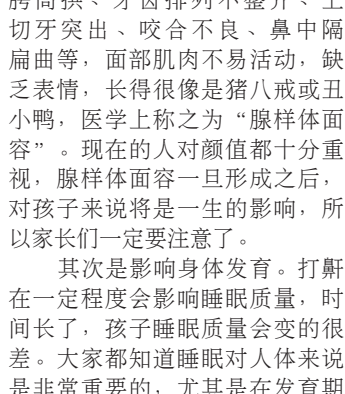 腭高拱、牙齿排列不整齐、上
切牙突出、咬合不良、鼻中隔
扁曲等，面部肌肉不易活动，缺
乏表情，长得很像是猪八戒或丑
小鸭，医学上称之为“腺样体面
容”。现在的人对颜值都十分重
视，腺样体面容一旦形成之后，
对孩子来说将是一生的影响，所
以家长们一定要注意了。
其次是影响身体发育。打鼾
在一定程度会影响睡眠质量，时
间长了，孩子睡眠质量会变的很
差。大家都知道睡眠对人体来说
是非常重要的，尤其是在发育期